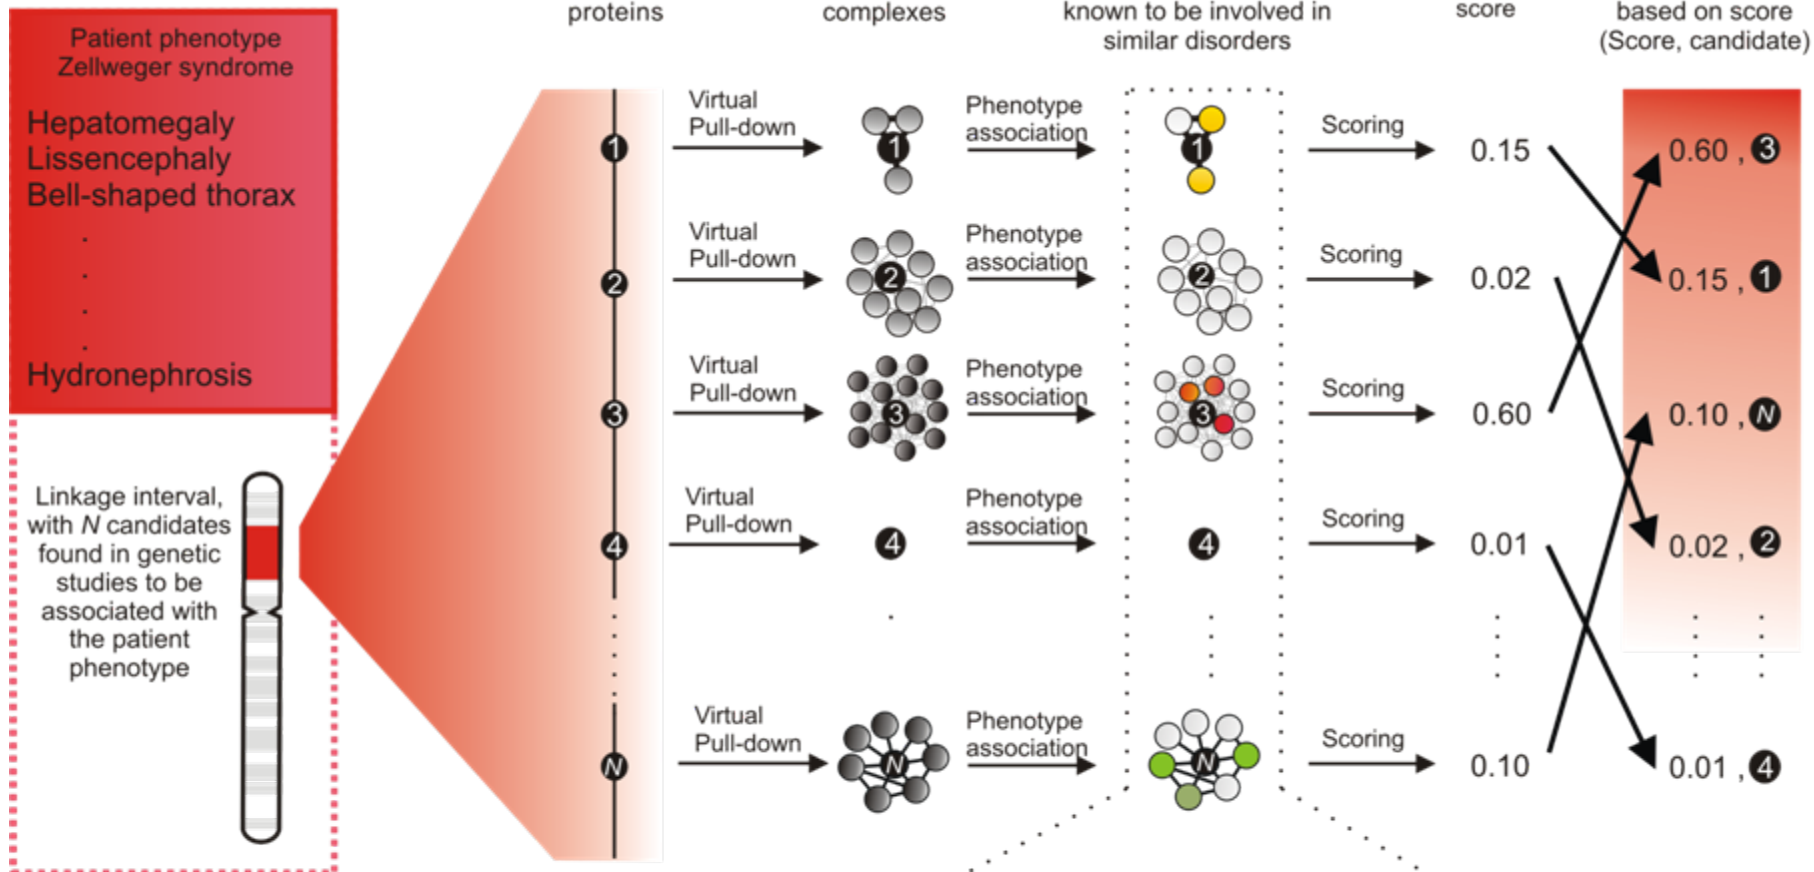 proteins
complexes
known to be involved in
similar disorders
score
based on score
(Score, candidate)
Patient phenotype
Zellweger syndrome
Hepatomegaly
Lissencephaly
Bell-shaped thorax
Hydronephrosis
Linkage interval,
with N candidates
found in genetic
studies to be
associated with
the patient
phenotype
1
Virtual
Pull-down
1
Phenotype
association
1
Scoring
0.15
0.60 , 3
2
Virtual
Pull-down
2
Phenotype
association
2
Scoring
0.02
0.15 , 1
3
Virtual
Pull-down
3
Phenotype
association
3
Scoring
0.60
0.10 , N
4
Virtual
Pull-down
4
Phenotype
association
4
Scoring
0.01
0.02 , 2
N
Virtual
Pull-down
N
Phenotype
association
N
Scoring
0.10
0.01 , 4